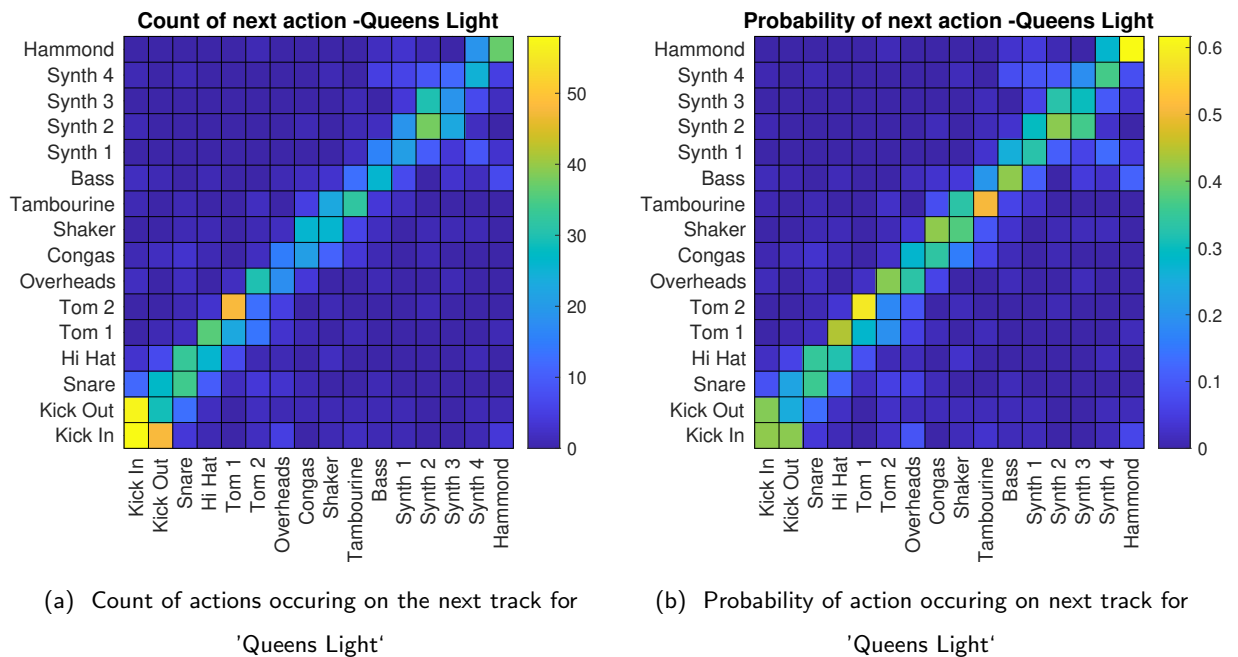 Count of next action -Queens Light
Hammond
Synth 4
Synth 3
Synth 2
Synth 1
Bass
Tambourine
Shaker
Congas
Overheads
Tom 2
Tom 1
Hi Hat
Snare
Kick Out
Kick In
Kick In
Kick Out
Snare
Hi Hat
Tom 1
Tom 2
Overheads
Congas
Shaker
Tambourine
Bass
Synth 1
Synth 2
Synth 3
Synth 4
Hammond
50
40
30
20
10
0
(a) Count of actions occuring on the next track for
’Queens Light‘
Probability of next action -Queens Light
Hammond
Synth 4
Synth 3
Synth 2
Synth 1
Bass
Tambourine
Shaker
Congas
Overheads
Tom 2
Tom 1
Hi Hat
Snare
Kick Out
Kick In
Kick In
Kick Out
Snare
Hi Hat
Tom 1
Tom 2
Overheads
Congas
Shaker
Tambourine
Bass
Synth 1
Synth 2
Synth 3
Synth 4
Hammond
0.6
0.5
0.4
0.3
0.2
0.1
0
(b) Probability of action occuring on next track for
’Queens Light‘